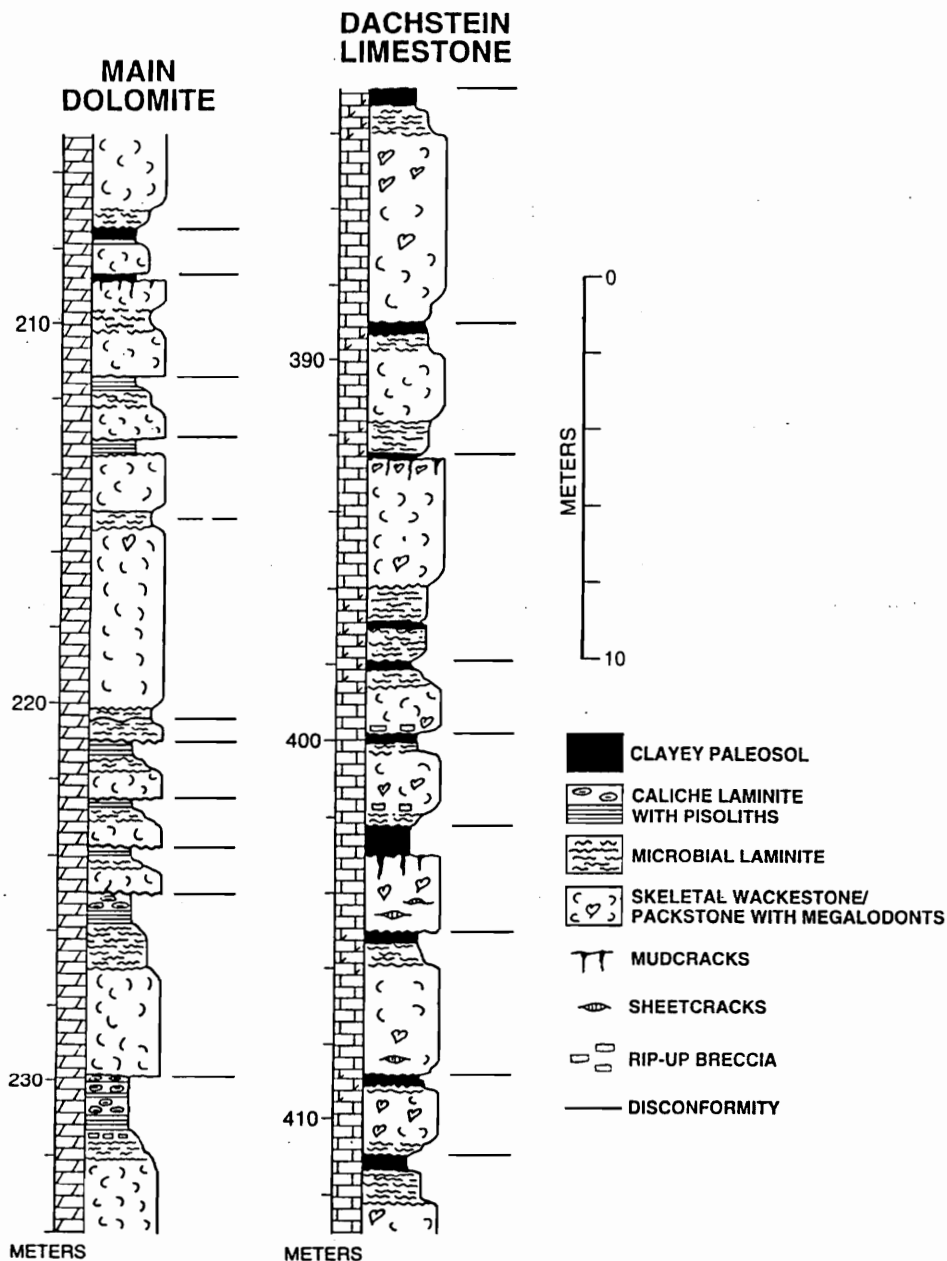 MAIN
DOLOMITE
210
220
230
METERS
DACHSTEIN
LIMESTONE
390
400
410
METERS
0
METERS
10
CLAYEY PALEOSOL
CALICHE LAMINITE
WITH PISOLITHS
MICROBIAL LAMINITE
SKELETAL WACKESTONE/
PACKSTONE WITH MEGALODONTS
MUDCRACKS
SHEETCRACKS
RIP-UP BRECCIA
DISCONFORMITY